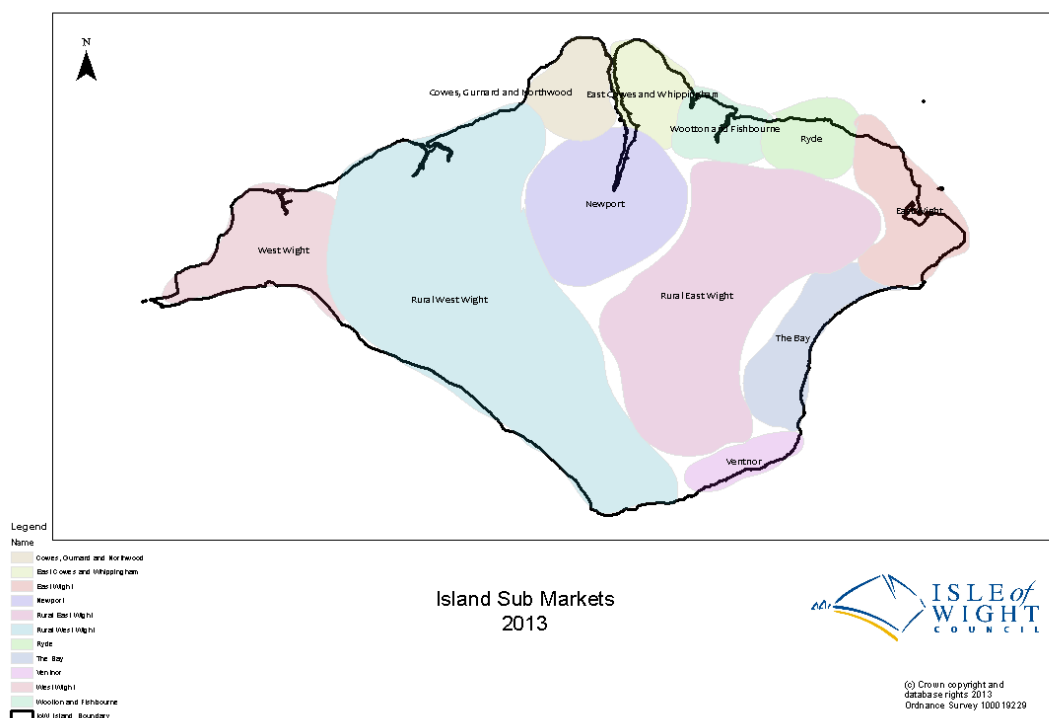 N
Cowes, Gurnard and Northwood
East Cowes and Whippingham
Wootton and Fishbourne
Ryde
East Wight
Newport
West Wight
Rural West Wight
Rural East Wight
The Bay
Ventnor
Legend
Name
Cowes, Gurnard and Northwood
East Cowes and Whippingham
East Wight
Newport
Rural East Wight
Rural West Wight
Ryde
The Bay
Ventnor
West Wight
Wootton and Fishbourne
IoW Island Boundary
Island Sub Markets
2013
ISLE of
WIGHT
COUNCIL
(c) Crown copyright and
database rights 2013
Ordnance Survey 100019229